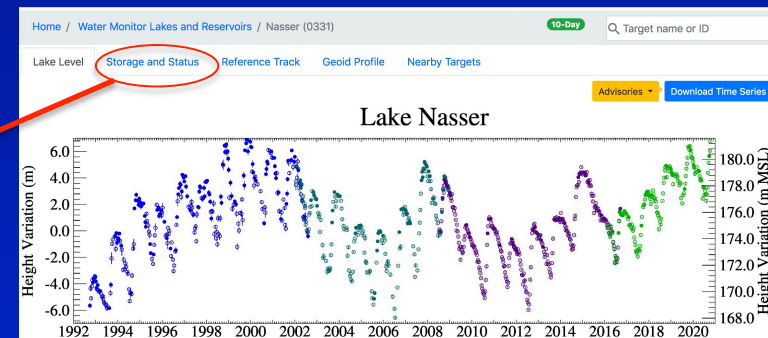 Home / Water Monitor Lakes and Reservoirs / Nasser (0331)
10-Day
Target name or ID
Lake Level Storage and Status Reference Track Geoid Profile Nearby Targets
Advisories Download Time Series
Lake Nasser
Height Variation (m)
6.0
4.0
2.0
0.0
-2.0
-4.0
-6.0
180.0
178.0
176.0
174.0
172.0
170.0
168.0
Height Variation (m MSL)
1992 1994 1996 1998 2000 2002 2004 2006 2008 2010 2012 2014 2016 2018 2020